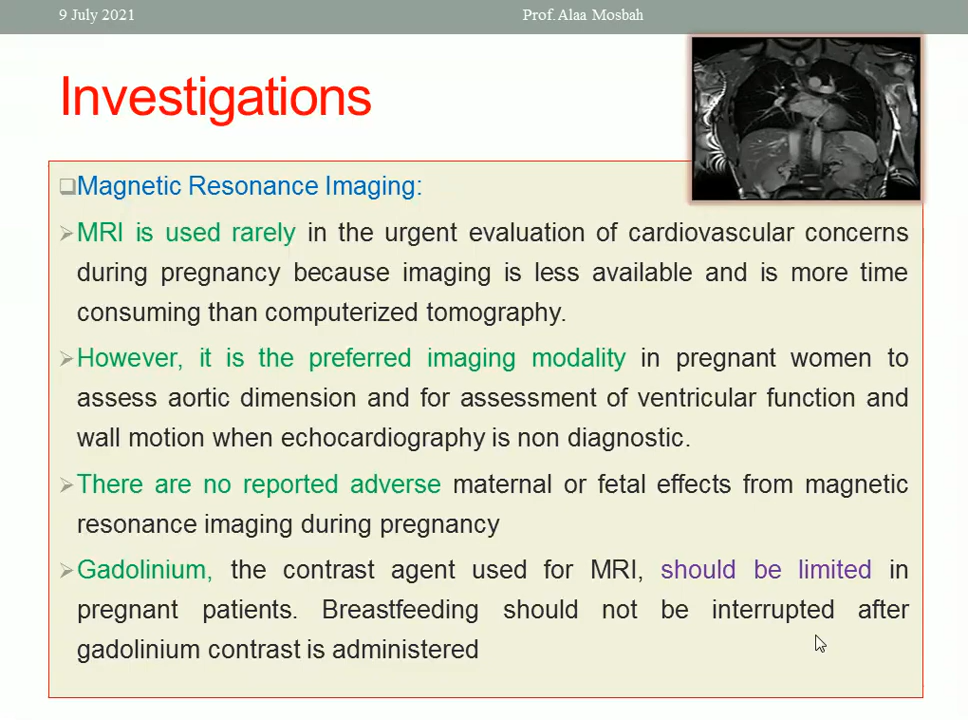 9 July 2021
Prof. Alaa Mosbah
Investigations
Magnetic Resonance Imaging:
MRI is used rarely in the urgent evaluation of cardiovascular concerns
during pregnancy because imaging is less available and is more time
consuming than computerized tomography.
However, it is the preferred imaging modality in pregnant women to
assess aortic dimension and for assessment of ventricular function and
wall motion when echocardiography is non diagnostic.
There are no reported adverse maternal or fetal effects from magnetic
resonance imaging during pregnancy
Gadolinium, the contrast agent used for MRI, should be limited in
pregnant patients. Breastfeeding should not be interrupted after
gadolinium contrast is administered